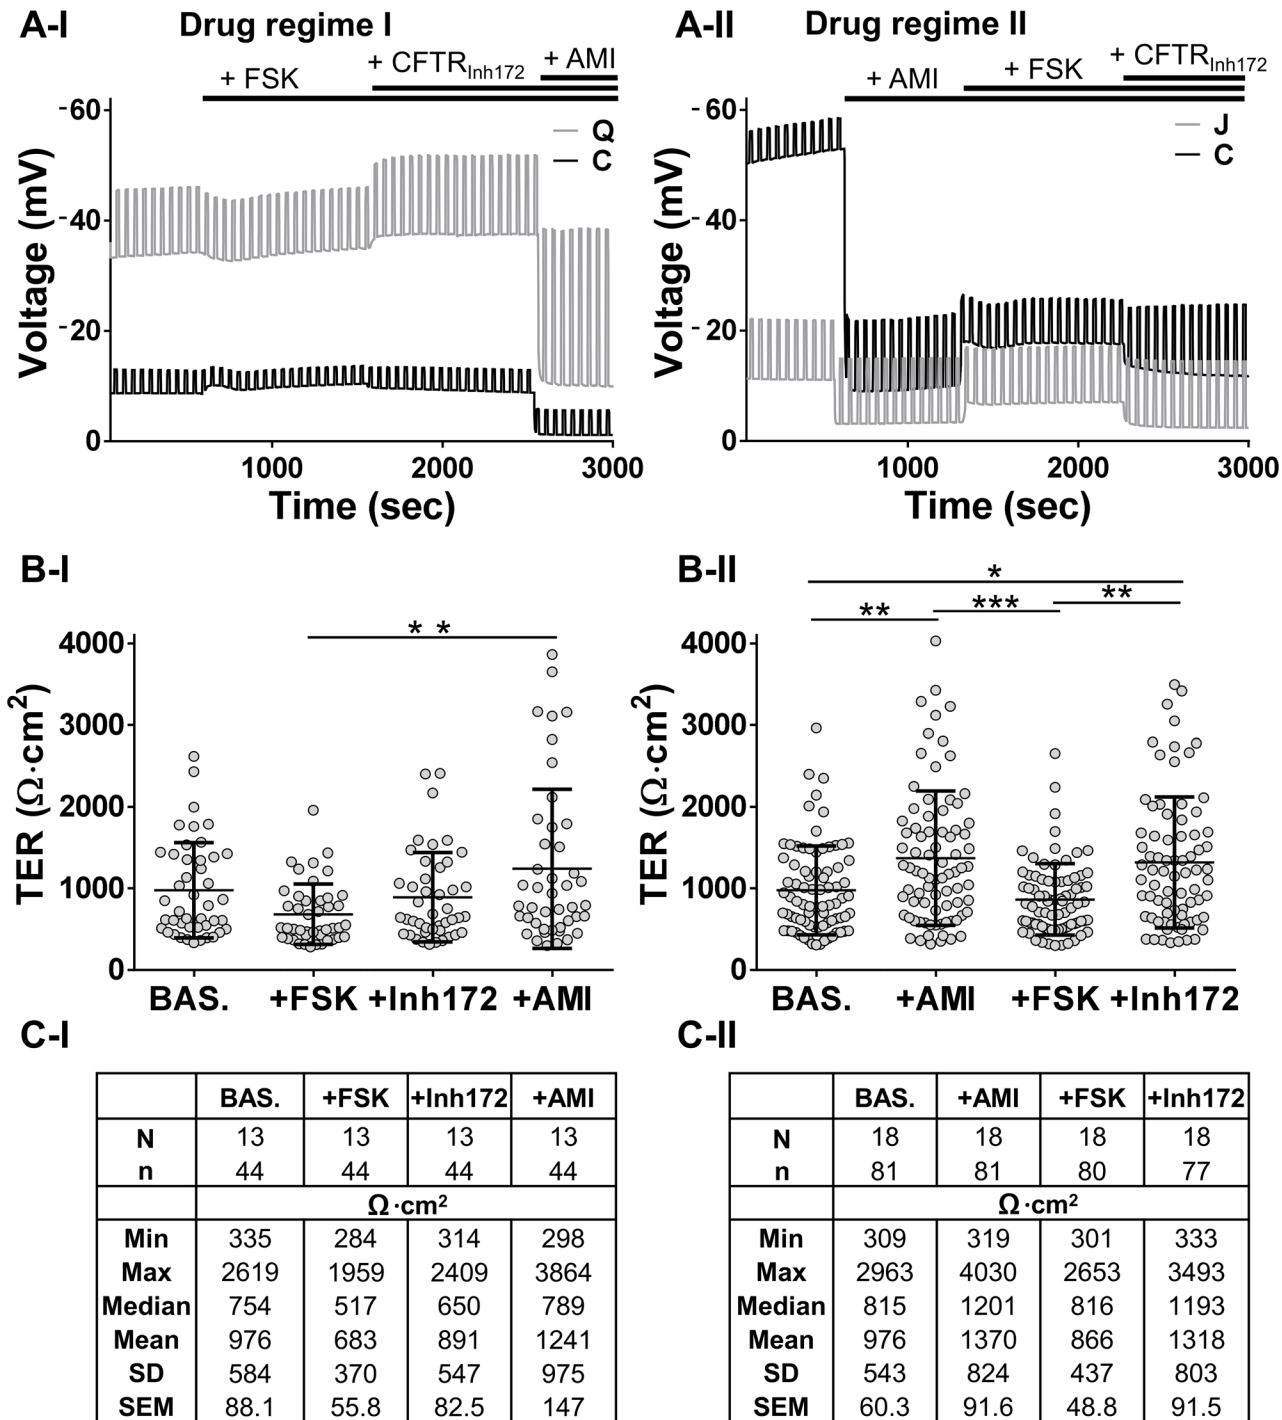 A-I Drug regime I
+ FSK + CFTRInh172 + AMI
Q
C
-60
-40
-20
0
Voltage (mV)
1000 2000 3000
Time (sec)
A-II Drug regime II
+ AMI + FSK + CFTRInh172
J
C
-60
-40
-20
0
Voltage (mV)
1000 2000 3000
Time (sec)
B-I
* *
4000
3000
2000
1000
0
TER (Ω·cm²)
BAS. +FSK +Inh172 +AMI
B-II
*
** *** **
4000
3000
2000
1000
0
TER (Ω·cm²)
BAS. +AMI +FSK +Inh172
C-I
BAS. +FSK +Inh172 +AMI
N 13 13 13 13
n 44 44 44 44
Ω·cm²
Min 335 284 314 298
Max 2619 1959 2409 3864
Median 754 517 650 789
Mean 976 683 891 1241
SD 584 370 547 975
SEM 88.1 55.8 82.5 147
C-II
BAS. +AMI +FSK +Inh172
N 18 18 18 18
n 81 81 80 77
Ω·cm²
Min 309 319 301 333
Max 2963 4030 2653 3493
Median 815 1201 816 1193
Mean 976 1370 866 1318
SD 543 824 437 803
SEM 60.3 91.6 48.8 91.5